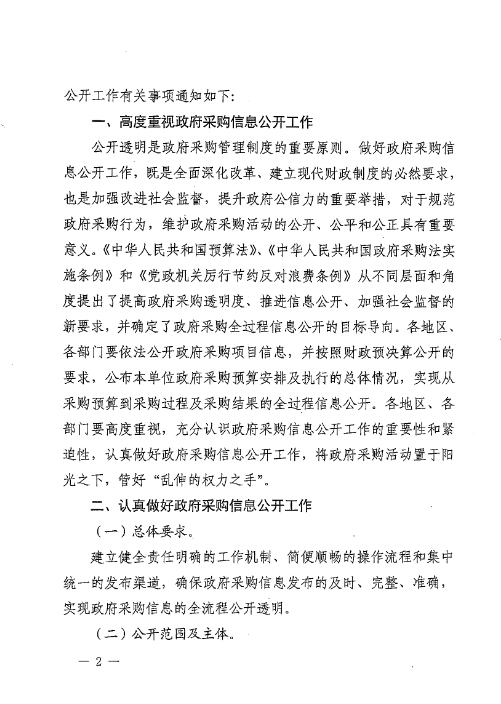 公开工作有关事项通知如下:
一、高度重视政府采购信息公开工作
公开透明是政府采购管理制度的重要原则。做好政府采购信
息公开工作，既是全面深化改革、建立现代财政制度的必然要求，
也是加强改进社会监督，提升政府公信力的重要举措，对于规范
政府采购行为，维护政府采购活动的公开、公平和公正具有重要
意义。《中华人民共和国预算法》、《中华人民共和国政府采购法实
施条例》和《党政机关厉行节约反对浪费条例》从不同层面和角
度提出了提高政府采购透明度、推进信息公开、加强社会监督的
新要求，并确定了政府采购全过程信息公开的目标导向。各地区、
各部门要依法公开政府采购项目信息，并按照财政预决算公开的
要求，公布本单位政府采购预算安排及执行的总体情况，实现从
采购预算到采购过程及采购结果的全过程信息公开。各地区、各
部门要高度重视，充分认识政府采购信息公开工作的重要性和紧
迫性，认真做好政府采购信息公开工作，将政府采购活动置于阳
光之下，管好“乱伸的权力之手”。
二、认真做好政府采购信息公开工作
（一）总体要求。
建立健全责任明确的工作机制、简便顺畅的操作流程和集中
统一的发布渠道，确保政府采购信息发布的及时、完整、准确，
实现政府采购信息的全流程公开透明。
（二）公开范围及主体。
— 2 —